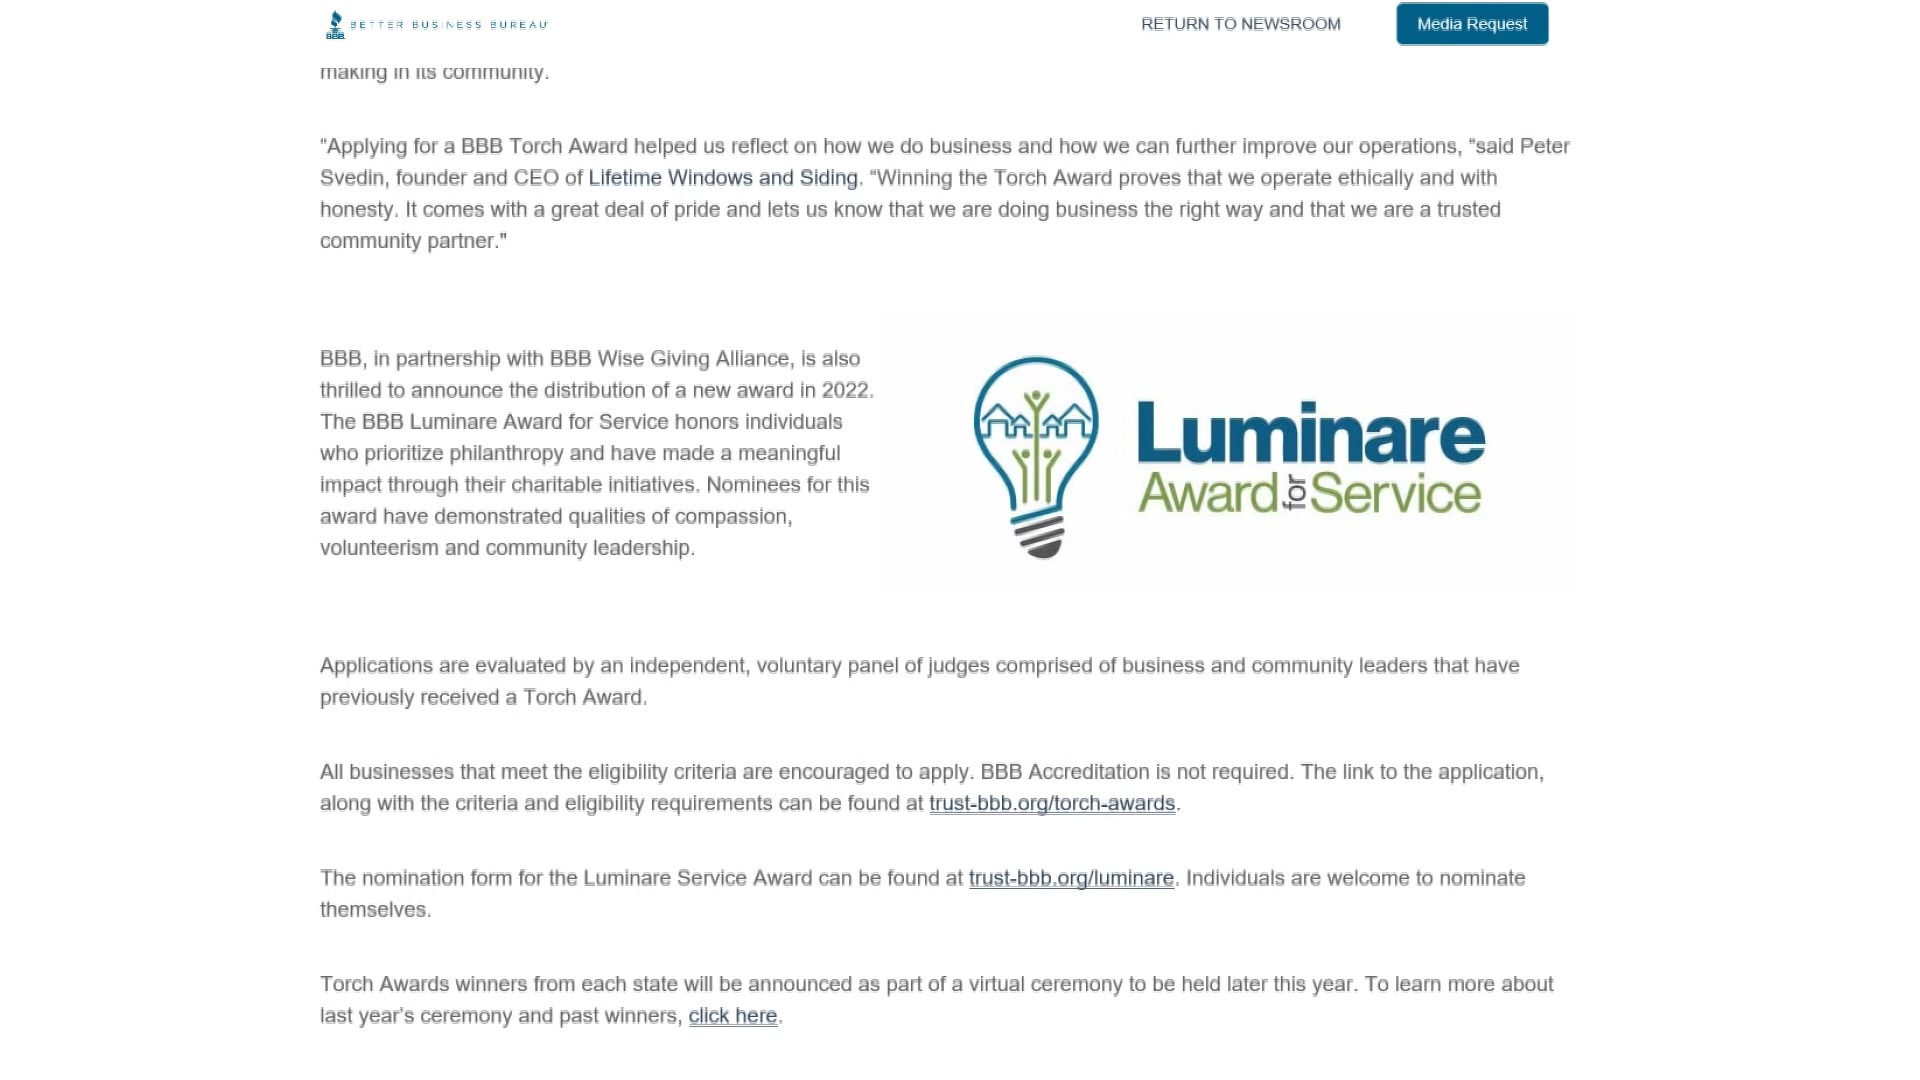 BBB BETTER BUSINESS BUREAU
RETURN TO NEWSROOM
Media Request
making in its community.
“Applying for a BBB Torch Award helped us reflect on how we do business and how we can further improve our operations, “said Peter
Svedin, founder and CEO of Lifetime Windows and Siding. “Winning the Torch Award proves that we operate ethically and with
honesty. It comes with a great deal of pride and lets us know that we are doing business the right way and that we are a trusted
community partner."
BBB, in partnership with BBB Wise Giving Alliance, is also
thrilled to announce the distribution of a new award in 2022.
The BBB Luminare Award for Service honors individuals
who prioritize philanthropy and have made a meaningful
impact through their charitable initiatives. Nominees for this
award have demonstrated qualities of compassion,
volunteerism and community leadership.
Luminare
Award for Service
Applications are evaluated by an independent, voluntary panel of judges comprised of business and community leaders that have
previously received a Torch Award.
All businesses that meet the eligibility criteria are encouraged to apply. BBB Accreditation is not required. The link to the application,
along with the criteria and eligibility requirements can be found at trust-bbb.org/torch-awards.
The nomination form for the Luminare Service Award can be found at trust-bbb.org/luminare. Individuals are welcome to nominate
themselves.
Torch Awards winners from each state will be announced as part of a virtual ceremony to be held later this year. To learn more about
last year’s ceremony and past winners, click here.